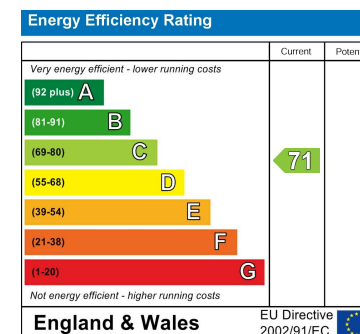 Energy Efficiency Rating
Current
Poten
Very energy efficient - lower running costs
(92 plus) A
(81-91) B
(69-80) C
71
(55-68) D
(39-54) E
(21-38) F
(1-20) G
Not energy efficient - higher running costs
England & Wales
EU Directive
2002/91/EC